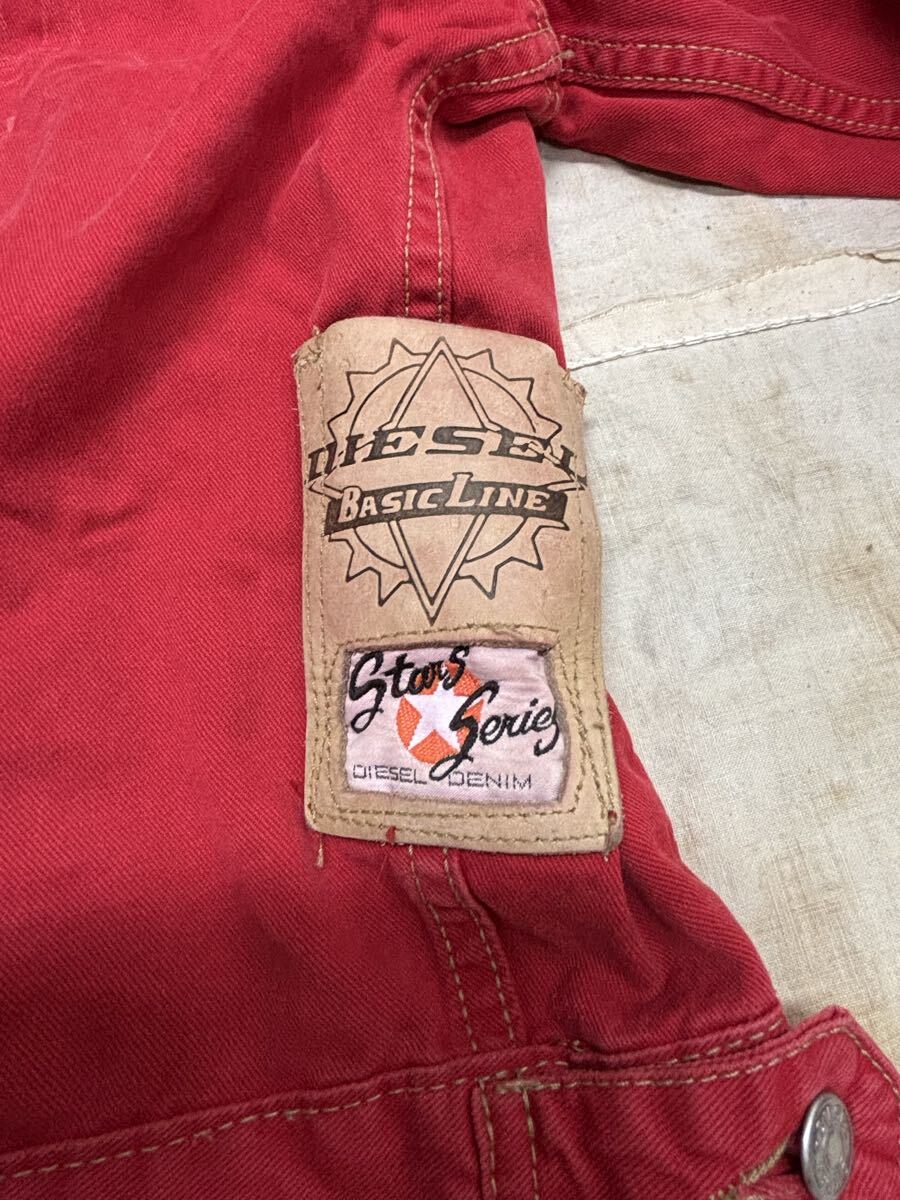 DIESEL
BASIC LINE
Stars
Series
DIESEL DENIM